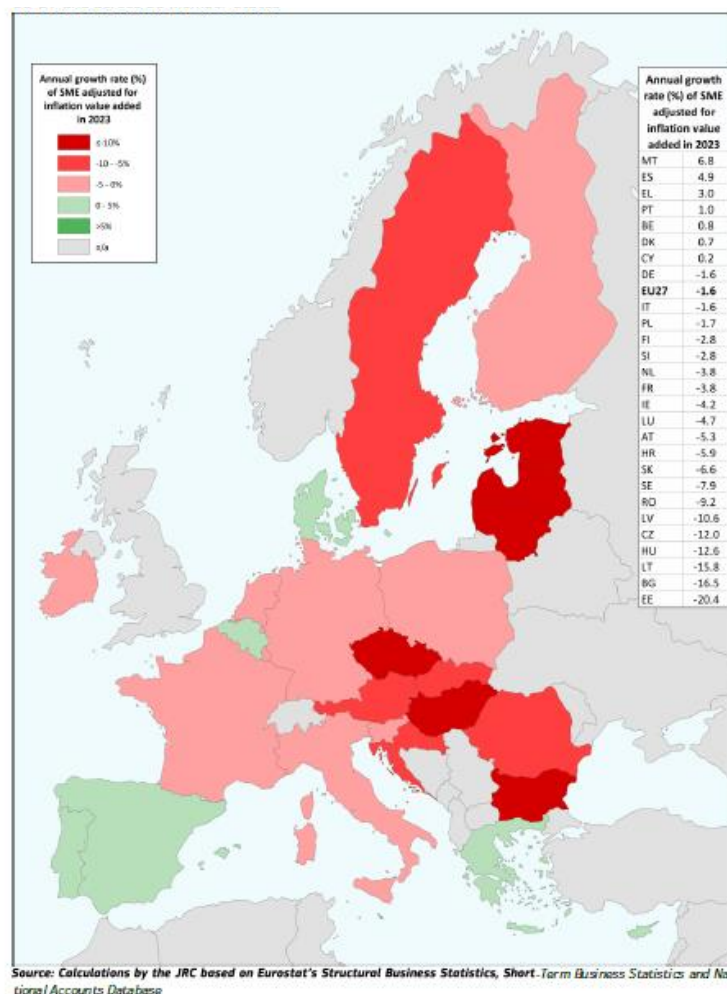 Annual growth rate (%)
of SME adjusted for
inflation value added
in 2023
≤-10%
-10 - -5%
-5 - 0%
0 - 5%
>5%
n/a
Annual growth
rate (%) of SME
adjusted for
inflation value
added in 2023
MT 6.8
ES 4.9
EL 3.0
PT 1.0
BE 0.8
DK 0.7
CY 0.2
DE -1.6
EU27 -1.6
IT -1.6
PL -1.7
FI -2.8
SI -2.8
NL -3.8
FR -3.8
IE -4.2
LU -4.7
AT -5.3
HR -5.9
SK -6.6
SE -7.9
RO -9.2
LV -10.6
CZ -12.0
HU -12.6
LT -15.8
BG -16.5
EE -20.4
Source: Calculations by the JRC based on Eurostat's Structural Business Statistics, Short-Term Business Statistics and Na
tional Accounts Database